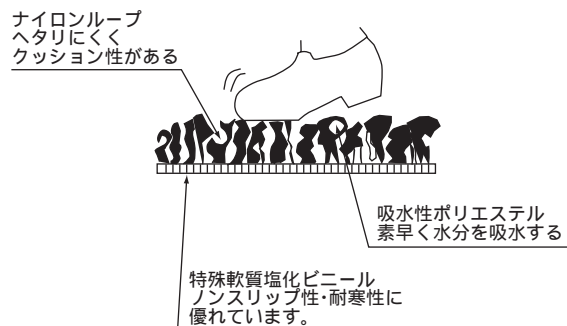 ナイロンループ
ヘタリにくく
クッション性がある
吸水性ポリエステル
素早く水分を吸水する
特殊軟質塩化ビニール
ノンスリップ性・耐寒性に
優れています。